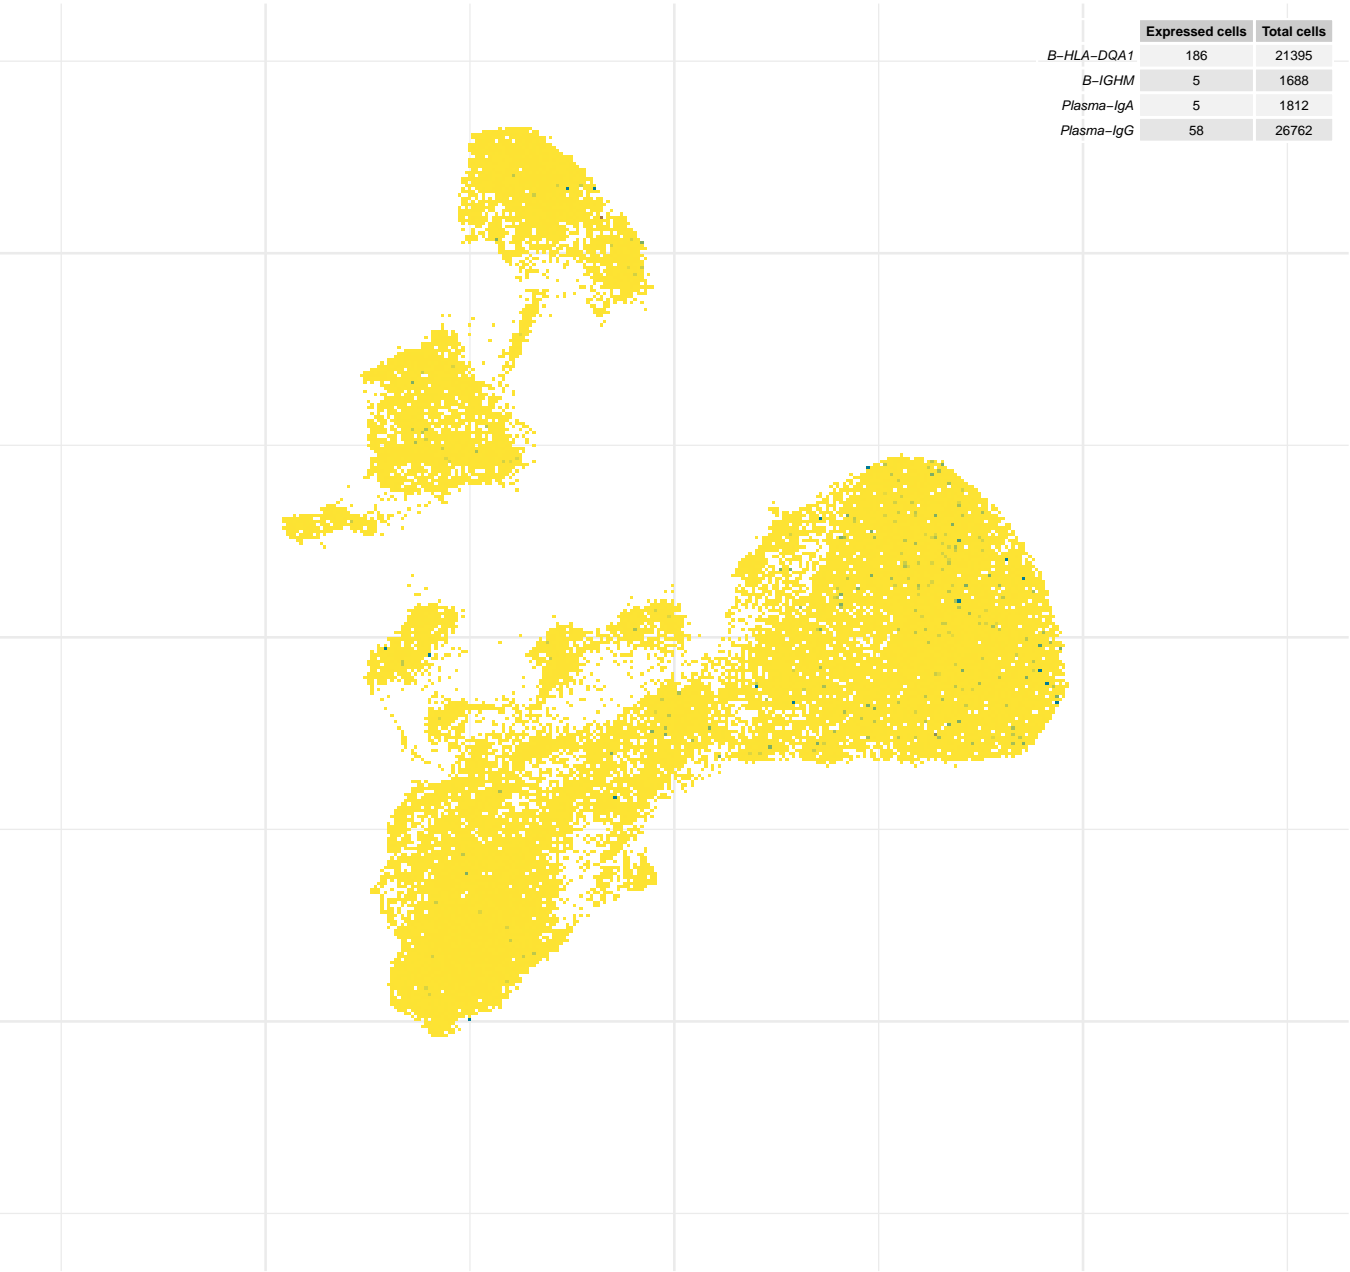 Expressed cells Total cells
B−HLA−DQA1 186 21395
B−IGHM 5 1688
Plasma−IgA 5 1812
Plasma−IgG 58 26762